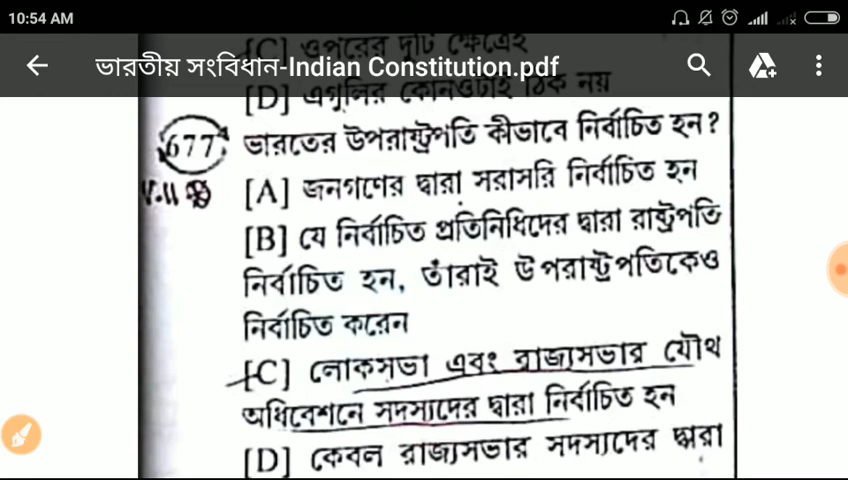 10:54 AM
ভারতীয় সংবিধান-Indian Constitution.pdf
[C] ওপরের দুটি ক্ষেত্রেই
[D] এগুলির কোনওটাই ঠিক নয়
677. ভারতের উপরাষ্ট্রপতি কীভাবে নির্বাচিত হন?
[A] জনগণের দ্বারা সরাসরি নির্বাচিত হন
[B] যে নির্বাচিত প্রতিনিধিদের দ্বারা রাষ্ট্রপতি
নির্বাচিত হন, তাঁরাই উপরাষ্ট্রপতিকেও
নির্বাচিত করেন
[C] লোকসভা এবং রাজ্যসভার যৌথ
অধিবেশনে সদস্যদের দ্বারা নির্বাচিত হন
[D] কেবল রাজ্যসভার সদস্যদের দ্বারা